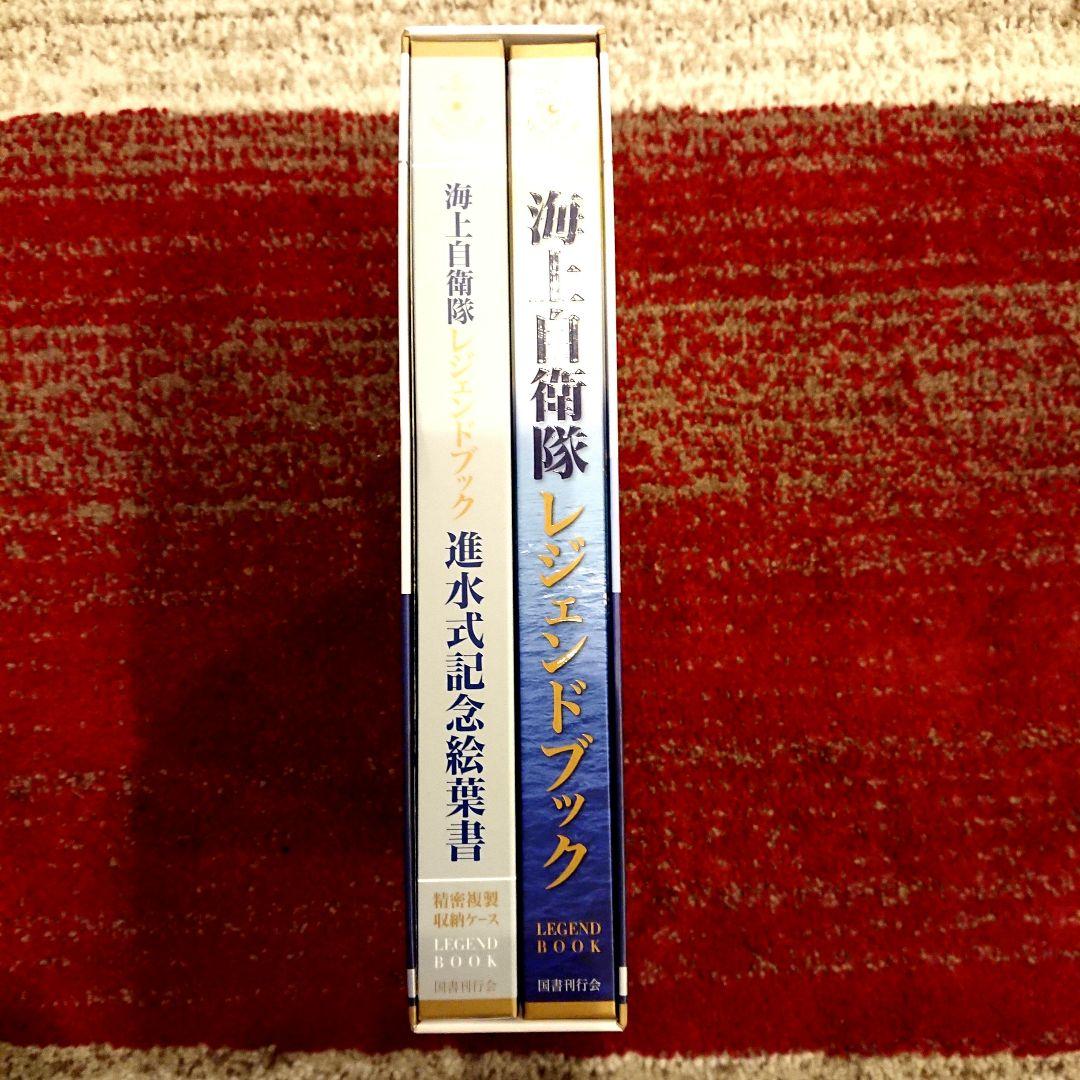 海上自衛隊レジェンドブック
進水式記念絵葉書
精密複製
収納ケース
LEGEND
BOOK
国書刊行会
海上自衛隊
レジェンドブック
LEGEND
BOOK
国書刊行会